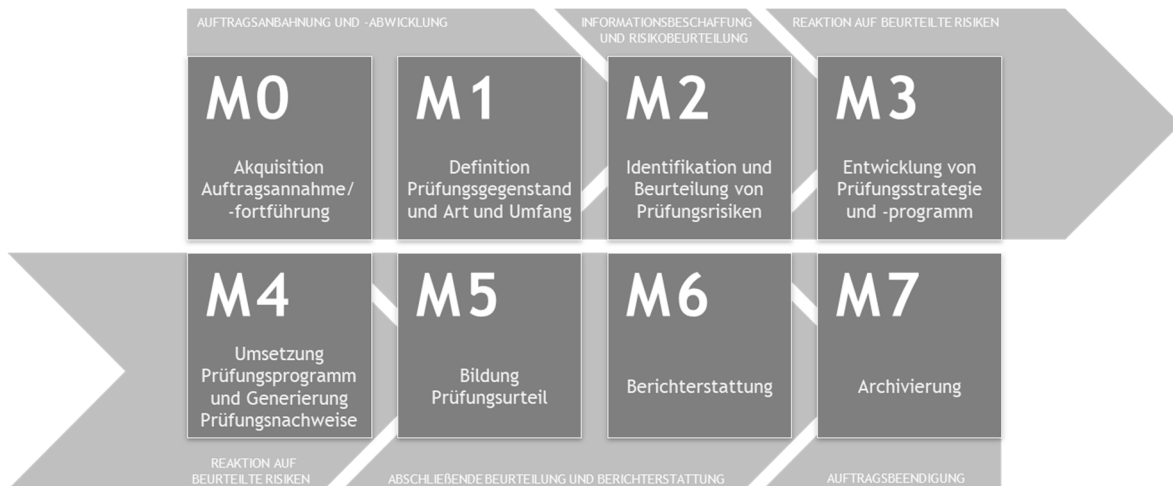 AUFTRAGSANBAHNUNG UND -ABWICKLUNG
INFORMATIONSBESCHAFFUNG
UND RISIKOBEURTEILUNG
REAKTION AUF BEURTEILTE RISIKEN
M0
Akquisition
Auftragsannahme/
-fortführung
M1
Definition
Prüfungsgegenstand
und Art und Umfang
M2
Identifikation und
Beurteilung von
Prüfungsrisiken
M3
Entwicklung von
Prüfungsstrategie
und -programm
M4
Umsetzung
Prüfungsprogramm
und Generierung
Prüfungsnachweise
M5
Bildung
Prüfungsurteil
M6
Berichterstattung
M7
Archivierung
REAKTION AUF
BEURTEILTE RISIKEN
ABSCHLIEßENDE BEURTEILUNG UND BERICHTERSTATTUNG
AUFTRAGSBEENDIGUNG